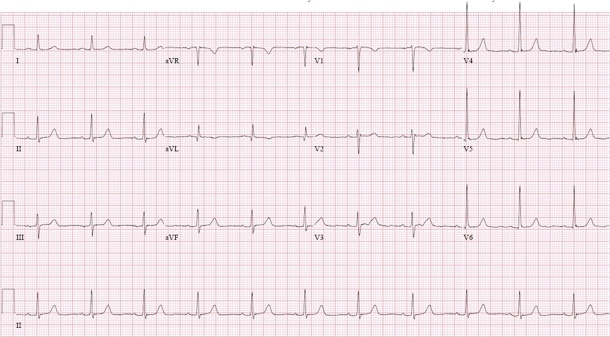 I aVR V1 V4
II aVL V2 V5
III aVF V3 V6
II